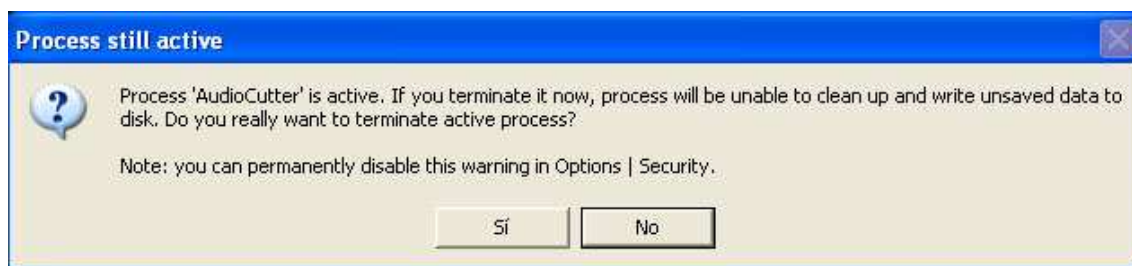 Process still active
Process 'AudioCutter' is active. If you terminate it now, process will be unable to clean up and write unsaved data to
disk. Do you really want to terminate active process?
Note: you can permanently disable this warning in Options | Security.
Sí
No